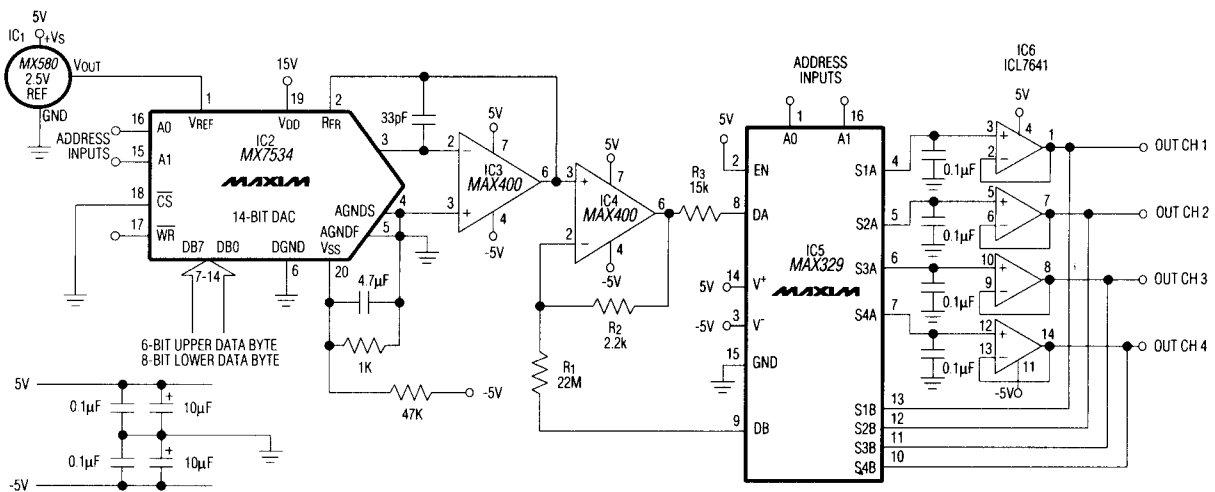 5V
IC1
+VS
MX580
2.5V
REF
VOUT
GND
15V
1
19
2
VREF
VDD
RFR
33pF
16
A0
ADDRESS
INPUTS
15
A1
IC2
MX7534
MAXIM
14-BIT DAC
18
CS
17
WR
DB7
DB0
7-14
DGND
6
AGNDS
AGNDF
VSS
3
4
5
20
4.7µF
1K
47K
-5V
6-BIT UPPER DATA BYTE
8-BIT LOWER DATA BYTE
5V
7
2
IC3
MAX400
3
6
4
-5V
5V
7
3
IC4
MAX400
2
6
4
-5V
R3
15k
R2
2.2k
R1
22M
ADDRESS
INPUTS
1
16
A0
A1
5V
2
EN
8
DA
IC5
MAX329
MAXIM
5V
14
V+
-5V
3
V-
15
GND
9
DB
S1A
4
S2A
5
S3A
6
S4A
7
S1B
13
S2B
12
S3B
11
S4B
10
IC6
ICL7641
5V
3
4
1
2
0.1µF
OUT CH 1
5
7
6
0.1µF
OUT CH 2
10
8
9
0.1µF
OUT CH 3
12
14
13
11
0.1µF
-5V
OUT CH 4
5V
0.1µF
+
10µF
0.1µF
+
10µF
-5V